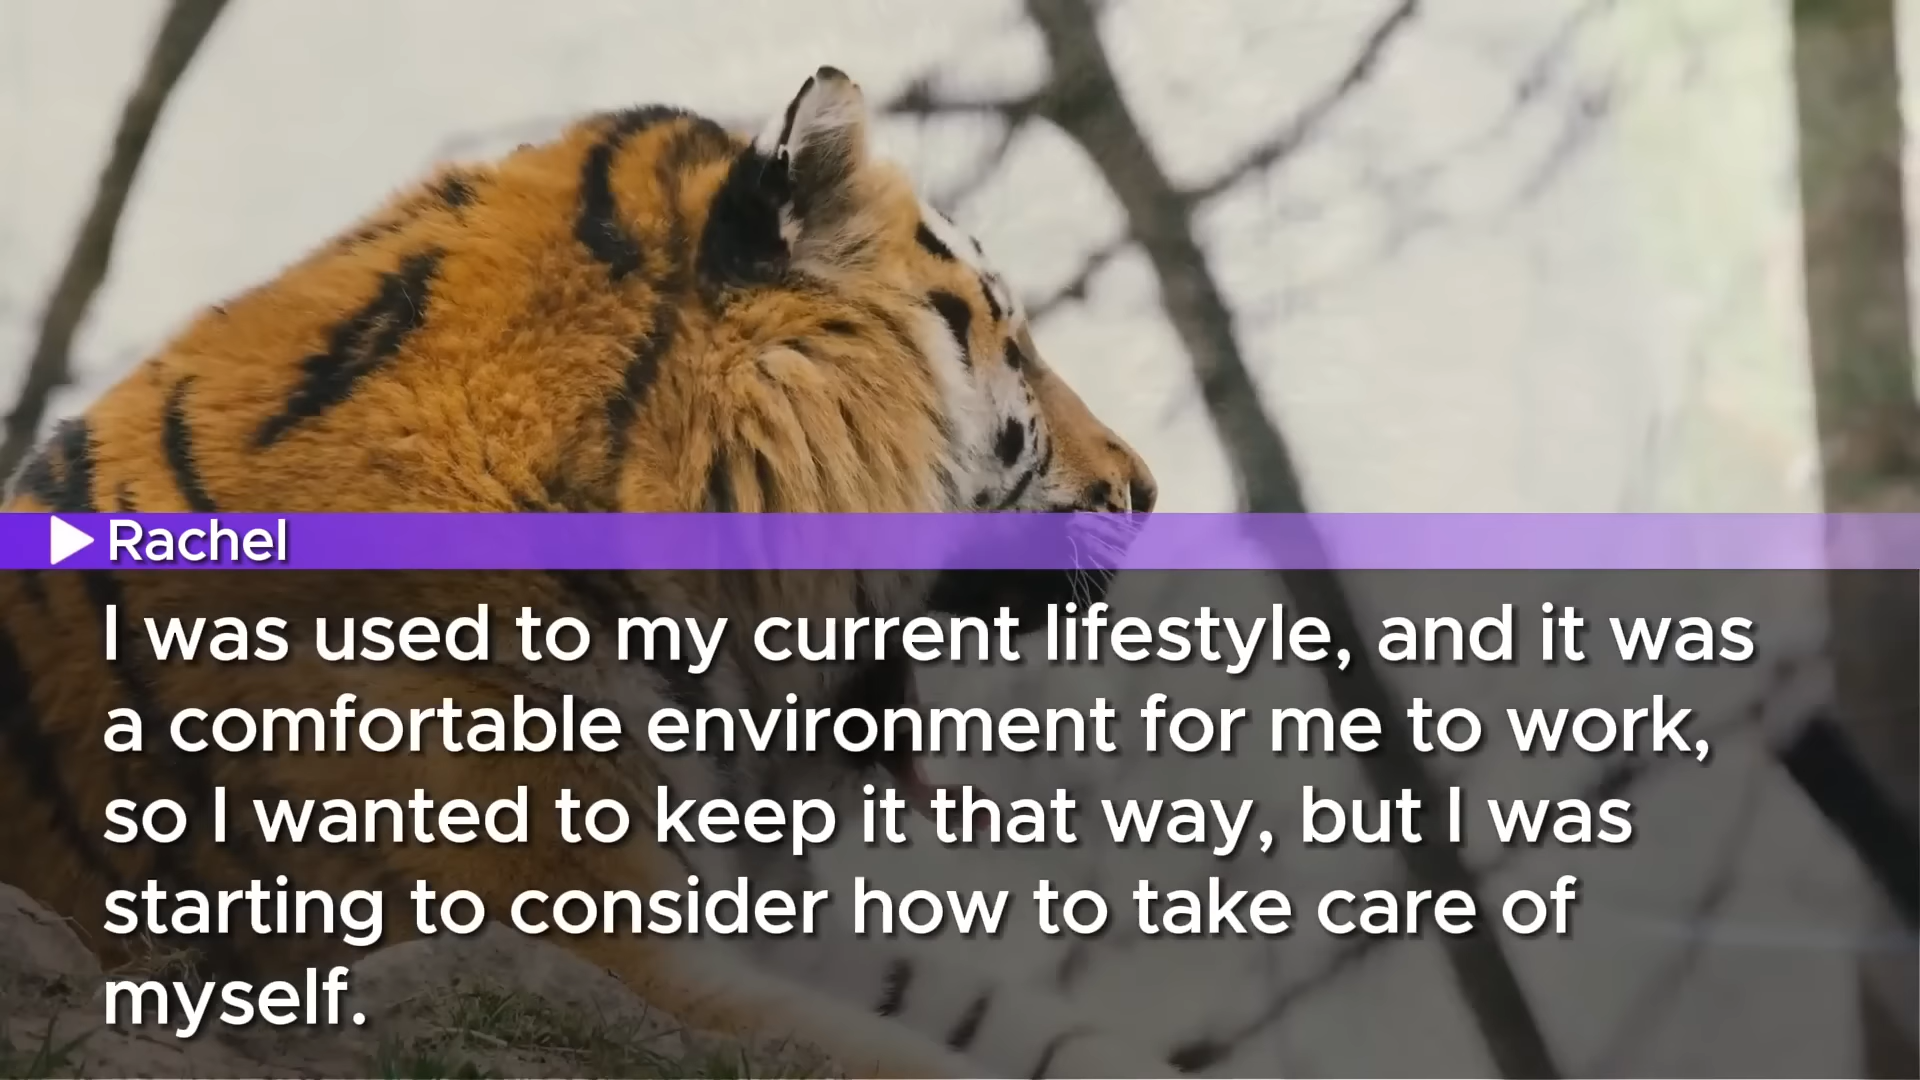 Rachel
I was used to my current lifestyle, and it was
a comfortable environment for me to work,
so I wanted to keep it that way, but I was
starting to consider how to take care of
myself.